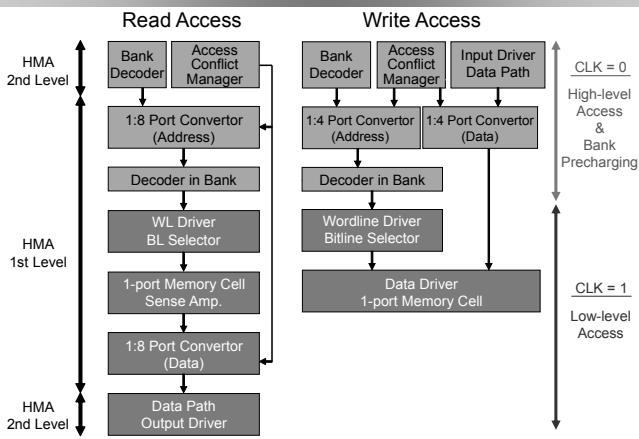 Read Access
Write Access
HMA
2nd Level
Bank
Decoder
Access
Conflict
Manager
Bank
Decoder
Access
Conflict
Manager
Input Driver
Data Path
CLK = 0
High-level
Access
&
Bank
Precharging
HMA
1st Level
1:8 Port Convertor
(Address)
1:4 Port Convertor
(Address)
1:4 Port Convertor
(Data)
Decoder in Bank
Decoder in Bank
WL Driver
BL Selector
Wordline Driver
Bitline Selector
1-port Memory Cell
Sense Amp.
Data Driver
1-port Memory Cell
CLK = 1
Low-level
Access
1:8 Port Convertor
(Data)
HMA
2nd Level
Data Path
Output Driver